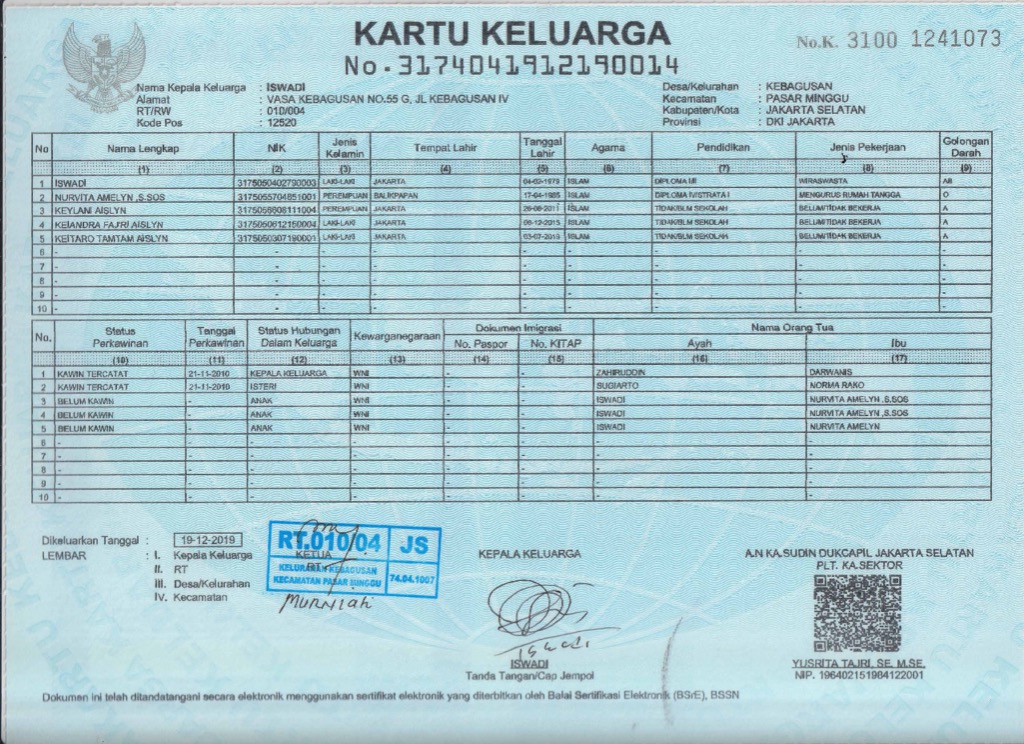 KARTU KELUARGA
No. 3174041912190014
No.K. 3100 1241073
Nama Kepala Keluarga : ISWADI
Alamat : VASA KEBAGUSAN NO.55 G, JL KEBAGUSAN IV
RT/RW : 010/004
Kode Pos : 12520
Desa/Kelurahan : KEBAGUSAN
Kecamatan : PASAR MINGGU
Kabupaten/Kota : JAKARTA SELATAN
Provinsi : DKI JAKARTA
No Nama Lengkap NIK Jenis Kelamin Tempat Lahir Tanggal Lahir Agama Pendidikan Jenis Pekerjaan Golongan Darah
(1) (2) (3) (4) (5) (6) (7) (8) (9)
1 ISWADI 3175050402790003 LAKI-LAKI JAKARTA 04-02-1979 ISLAM WIRASWASTA AB
2 NURVITA AMELYN ,S.SOS 3175055704851001 PEREMPUAN BALIKPAPAN 17-04-1985 ISLAM DIPLOMA IV/STRATA I MENGURUS RUMAH TANGGA O
3 KEYLANI AISLYN PEREMPUAN JAKARTA ISLAM TIDAK/BLM SEKOLAH BELUM/TIDAK BEKERJA A
4 KEIANDRA FAJRI AISLYN LAKI-LAKI JAKARTA ISLAM TIDAK/BLM SEKOLAH BELUM/TIDAK BEKERJA A
5 KEITARO TAMTAM AISLYN 3175050307190001 LAKI-LAKI JAKARTA 03-07-2019 ISLAM TIDAK/BLM SEKOLAH BELUM/TIDAK BEKERJA A
6 - - - - - - - - -
7 - - - - - - - - -
8 - - - - - - - - -
9 - - - - - - - - -
10 - - - - - - - - -
No. Status Perkawinan Tanggal Perkawinan Status Hubungan Dalam Keluarga Kewarganegaraan Dokumen Imigrasi Nama Orang Tua
No. Paspor No. KITAP Ayah Ibu
(10) (11) (12) (13) (14) (15) (16) (17)
1 KAWIN TERCATAT 21-11-2010 KEPALA KELUARGA WNI - - ZAHIRUDDIN DARWANIS
2 KAWIN TERCATAT 21-11-2010 ISTERI WNI - - SUGIARTO NORMA RAKO
3 BELUM KAWIN ANAK WNI - - ISWADI NURVITA AMELYN ,S.SOS
4 BELUM KAWIN ANAK WNI - - ISWADI NURVITA AMELYN ,S.SOS
5 BELUM KAWIN ANAK WNI - - ISWADI NURVITA AMELYN
6 - - - - - - - -
7 - - - - - - - -
8 - - - - - - - -
9 - - - - - - - -
10 - - - - - - - -
Dikeluarkan Tanggal : 19-12-2019
LEMBAR : I. Kepala Keluarga
II. RT
III. Desa/Kelurahan
IV. Kecamatan
RT.010/04 JS
KETUA
RT
KELURAHAN KEBAGUSAN
KECAMATAN PASAR MINGGU 74.04.1007
Murniah
KEPALA KELUARGA
Iswadi
ISWADI
Tanda Tangan/Cap Jempol
A.N KA.SUDIN DUKCAPIL JAKARTA SELATAN
PLT. KA.SEKTOR
YUSRITA TAJRI, SE, M.SE.
NIP. 196402151984122001
Dokumen ini telah ditandatangani secara elektronik menggunakan sertifikat elektronik yang diterbitkan oleh Balai Sertifikasi Elektronik (BSrE), BSSN